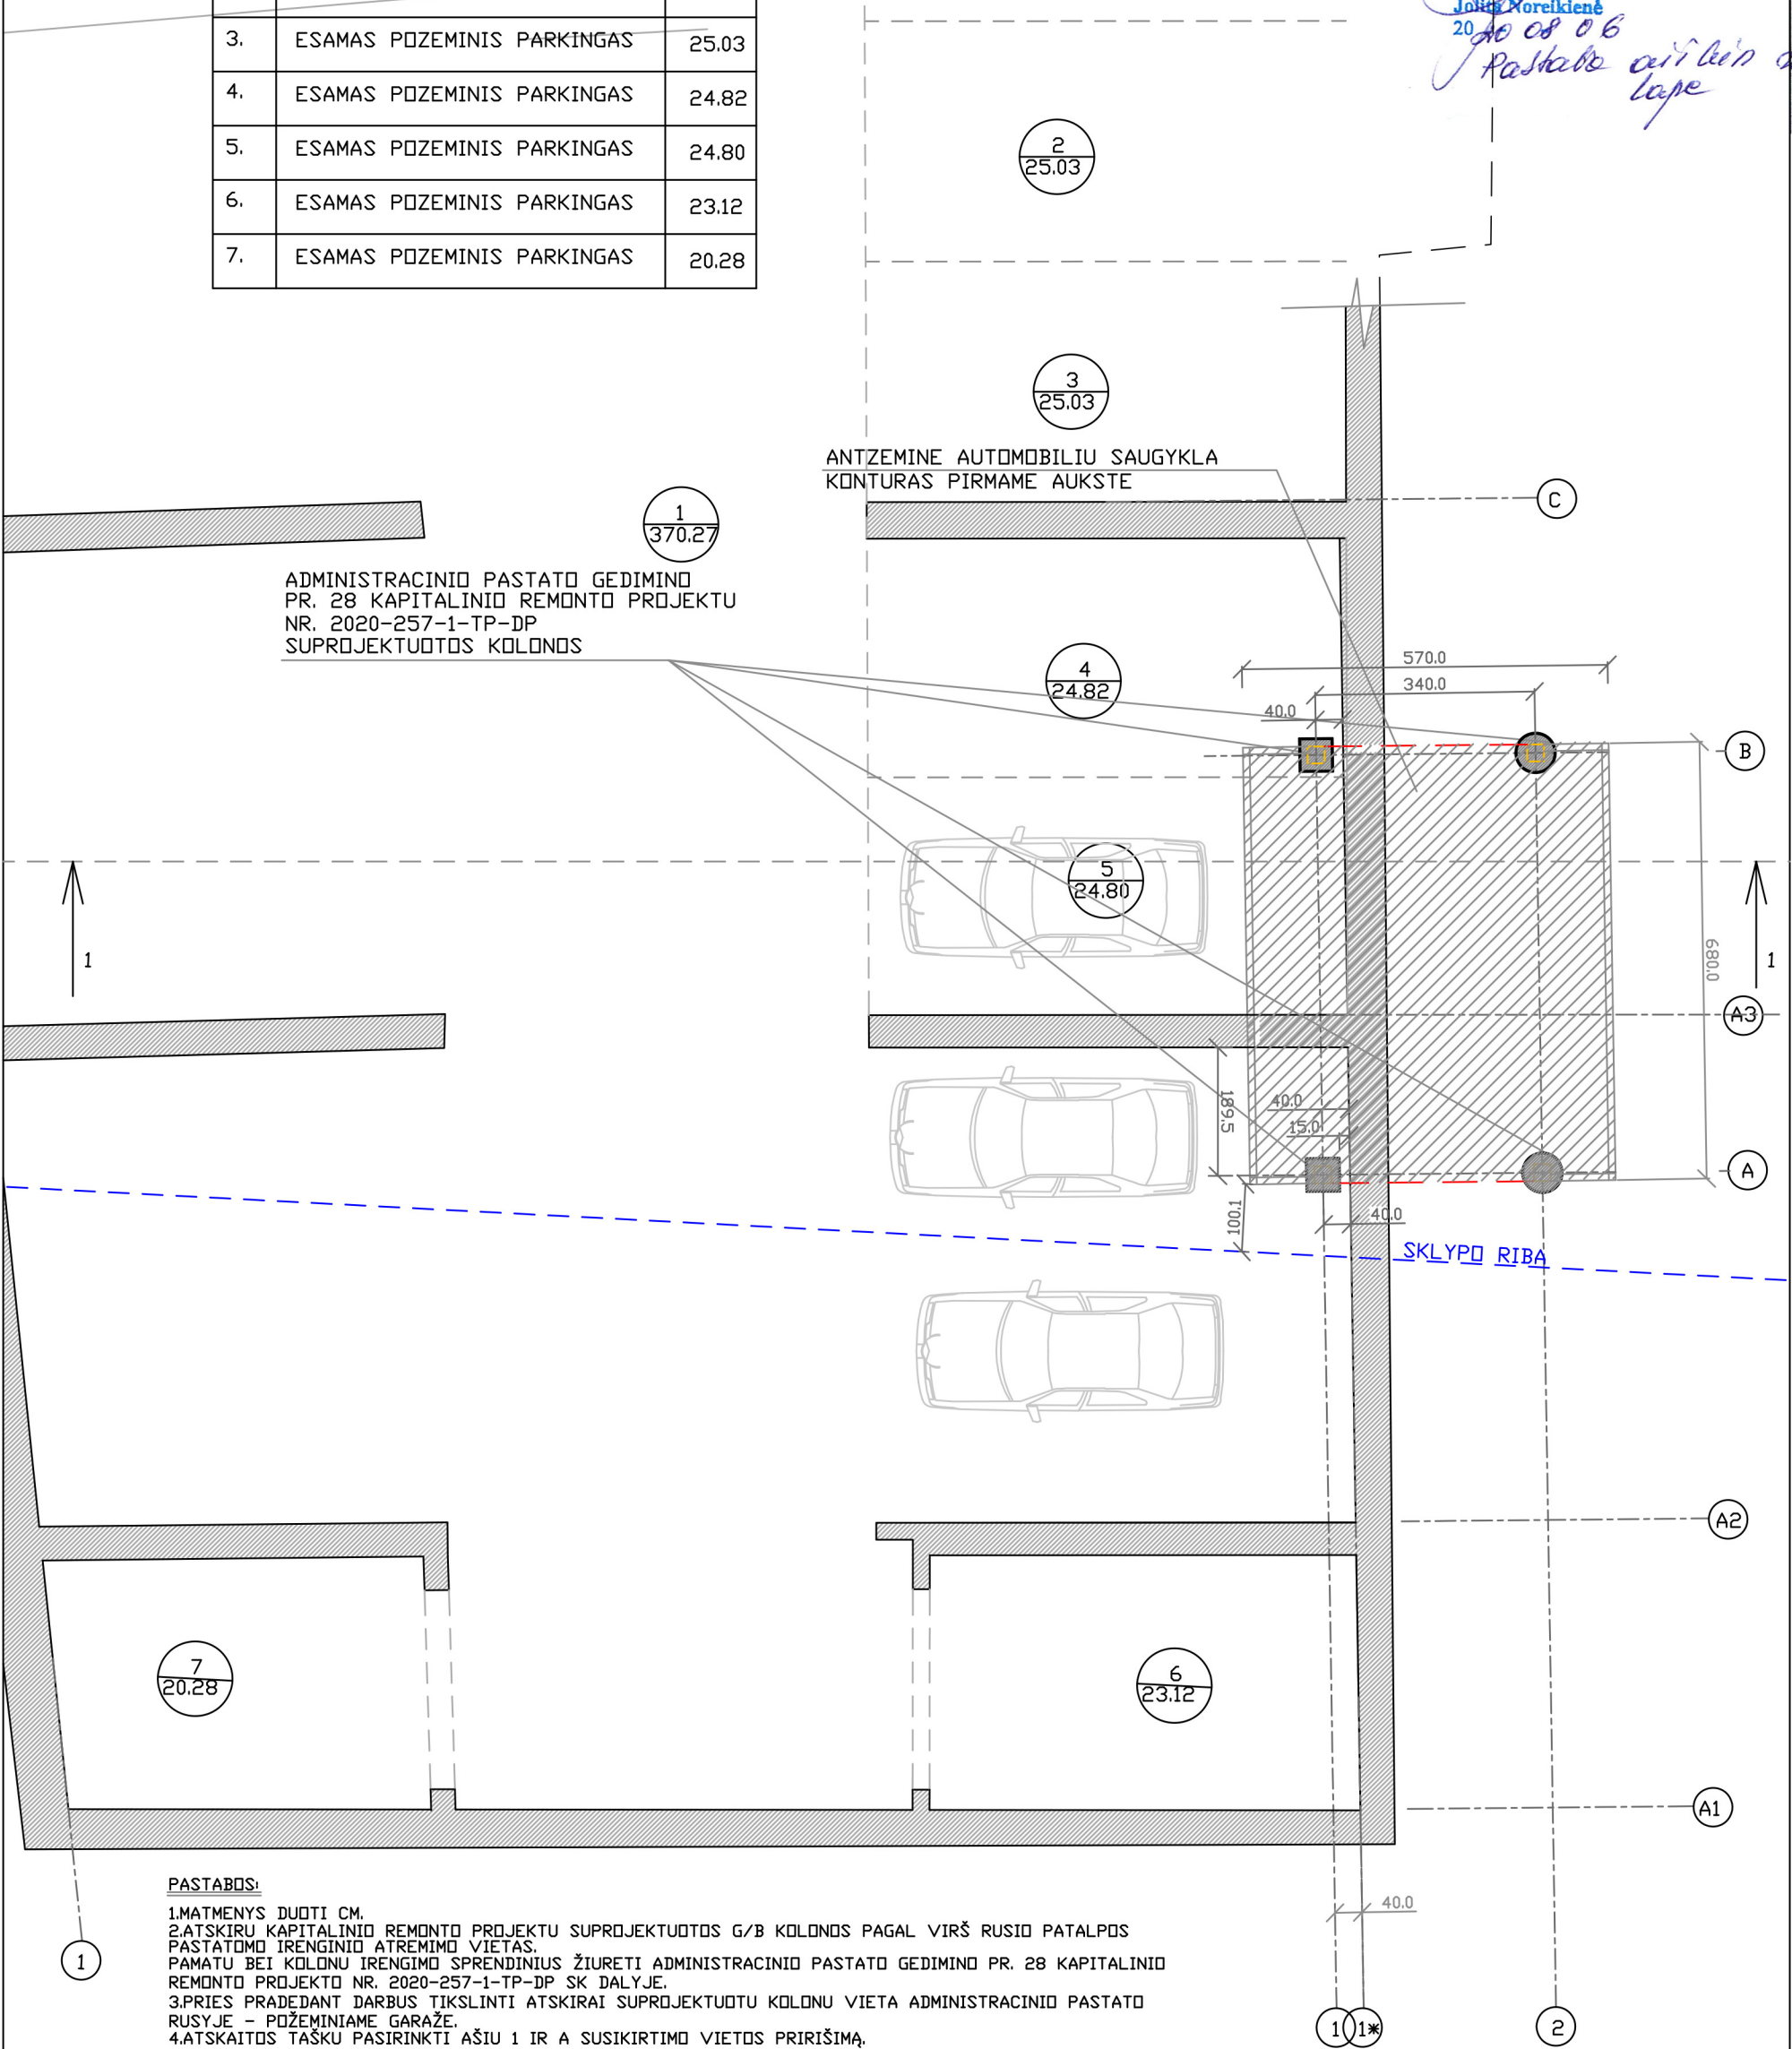 Jolita Noreikienė
20 20 08 06
Pastaba
lape
3. ESAMAS POZEMINIS PARKINGAS 25.03
4. ESAMAS POZEMINIS PARKINGAS 24.82
5. ESAMAS POZEMINIS PARKINGAS 24.80
6. ESAMAS POZEMINIS PARKINGAS 23.12
7. ESAMAS POZEMINIS PARKINGAS 20.28
2
25.03
3
25.03
ANTZEMINE AUTOMOBILIU SAUGYKLA
KONTURAS PIRMAME AUKSTE
C
1
370.27
ADMINISTRACINIO PASTATO GEDIMINO
PR. 28 KAPITALINIO REMONTO PROJEKTU
NR. 2020-257-1-TP-DP
SUPROJEKTUOTOS KOLONOS
4
24.82
570.0
340.0
40.0
B
5
24.80
680.0
1
1
A3
189.5
40.0
15.0
A
100.1
40.0
SKLYPO RIBA
A2
7
20.28
6
23.12
A1
40.0
PASTABOS:
1.MATMENYS DUOTI CM.
2.ATSKIRU KAPITALINIO REMONTO PROJEKTU SUPROJEKTUOTOS G/B KOLONOS PAGAL VIRŠ RUSIO PATALPOS
PASTATOMO IRENGINIO ATREMIMO VIETAS.
PAMATU BEI KOLONU IRENGIMO SPRENDINIUS ŽIURETI ADMINISTRACINIO PASTATO GEDIMINO PR. 28 KAPITALINIO
REMONTO PROJEKTO NR. 2020-257-1-TP-DP SK DALYJE.
3.PRIES PRADEDANT DARBUS TIKSLINTI ATSKIRAI SUPROJEKTUOTU KOLONU VIETA ADMINISTRACINIO PASTATO
RUSYJE - POŽEMINIAME GARAŽE.
4.ATSKAITOS TAŠKU PASIRINKTI AŠIU 1 IR A SUSIKIRTIMO VIETOS PRIRIŠIMĄ.
1
1 1* 2